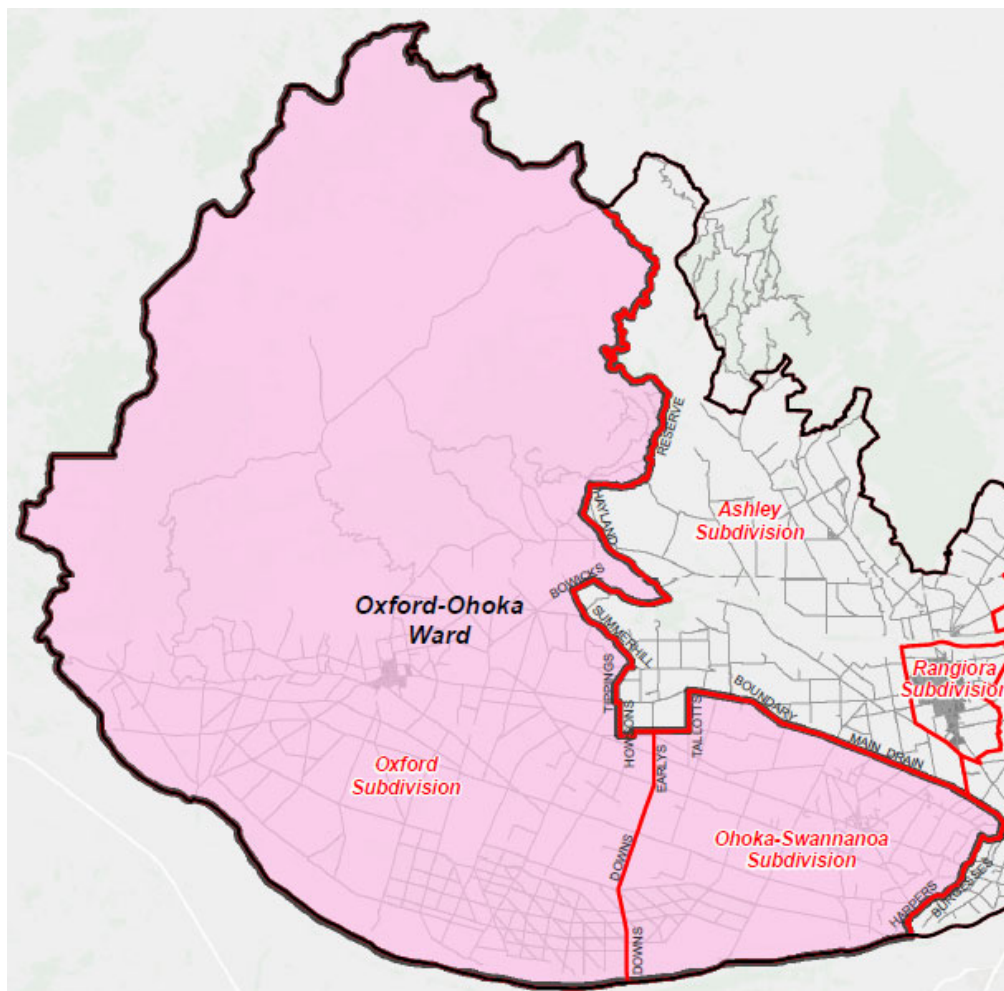 RESERVE
Ashley
Subdivision
HAYLAND
BOWICKS
Oxford-Ohoka
Ward
SUMMERHILL
TIPPINGS
Rangiora
Subdivision
BOUNDARY
TALLOTTS
HOWSONS
MAIN DRAIN
EARLYS
Oxford
Subdivision
Ohoka-Swannanoa
Subdivision
DOWNS
HARPERS
BURGESSES
DOWNS